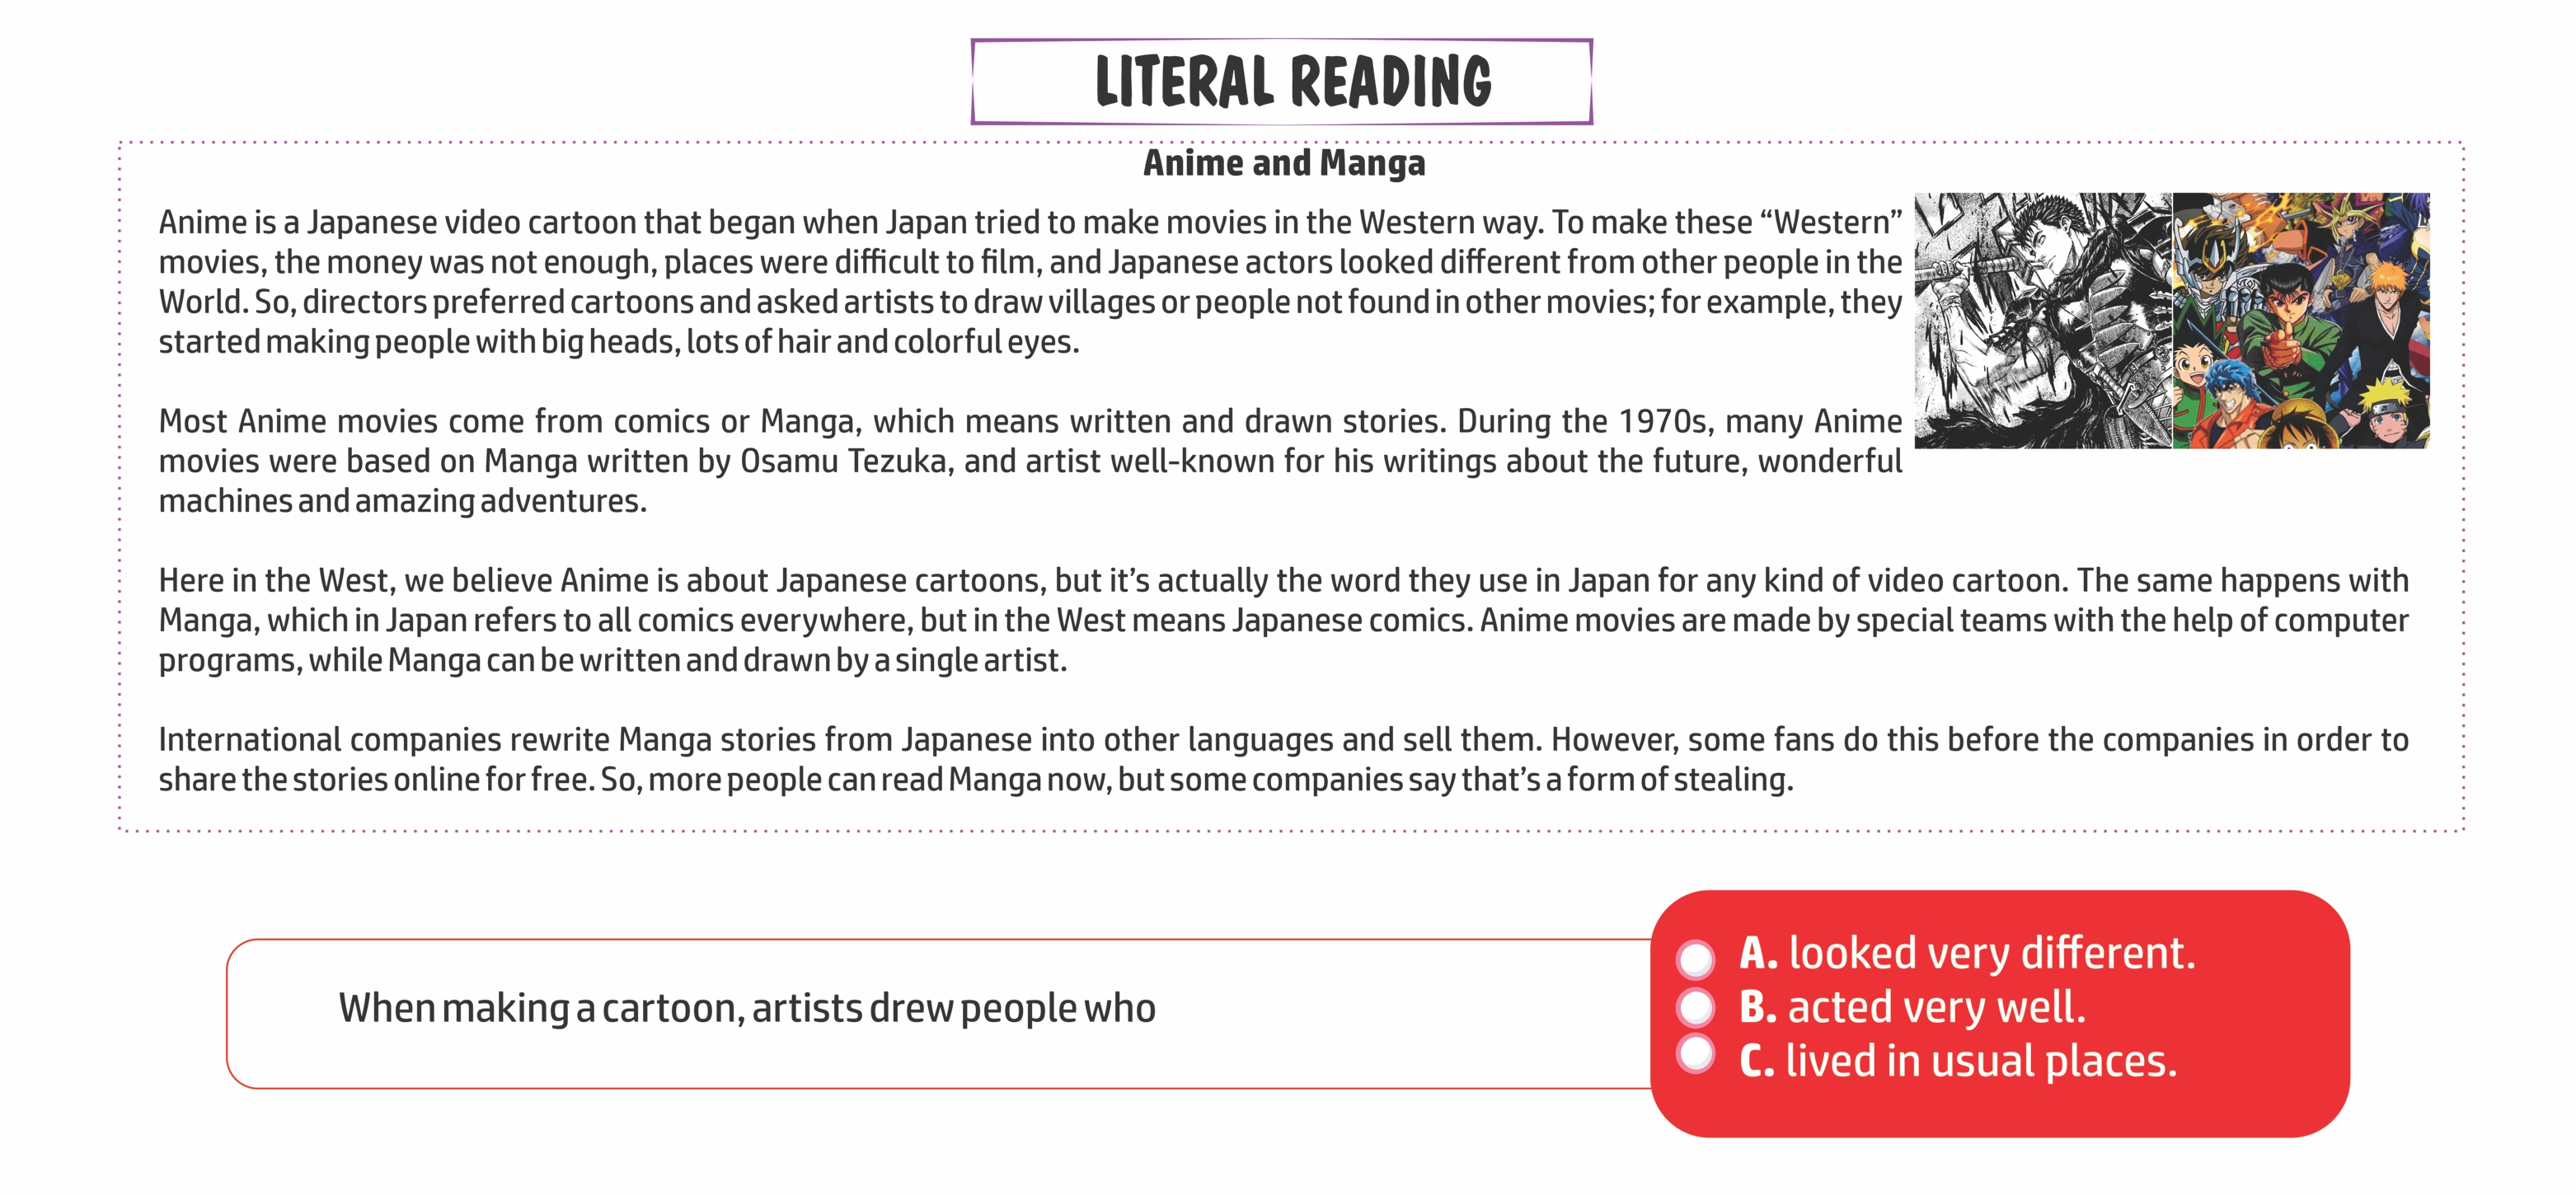 LITERAL READING
Anime and Manga
Anime is a Japanese video cartoon that began when Japan tried to make movies in the Western way. To make these “Western”
movies, the money was not enough, places were difficult to film, and Japanese actors looked different from other people in the
World. So, directors preferred cartoons and asked artists to draw villages or people not found in other movies; for example, they
started making people with big heads, lots of hair and colorful eyes.
Most Anime movies come from comics or Manga, which means written and drawn stories. During the 1970s, many Anime
movies were based on Manga written by Osamu Tezuka, and artist well-known for his writings about the future, wonderful
machines and amazing adventures.
Here in the West, we believe Anime is about Japanese cartoons, but it’s actually the word they use in Japan for any kind of video cartoon. The same happens with
Manga, which in Japan refers to all comics everywhere, but in the West means Japanese comics. Anime movies are made by special teams with the help of computer
programs, while Manga can be written and drawn by a single artist.
International companies rewrite Manga stories from Japanese into other languages and sell them. However, some fans do this before the companies in order to
share the stories online for free. So, more people can read Manga now, but some companies say that’s a form of stealing.
When making a cartoon, artists drew people who
A. looked very different.
B. acted very well.
C. lived in usual places.